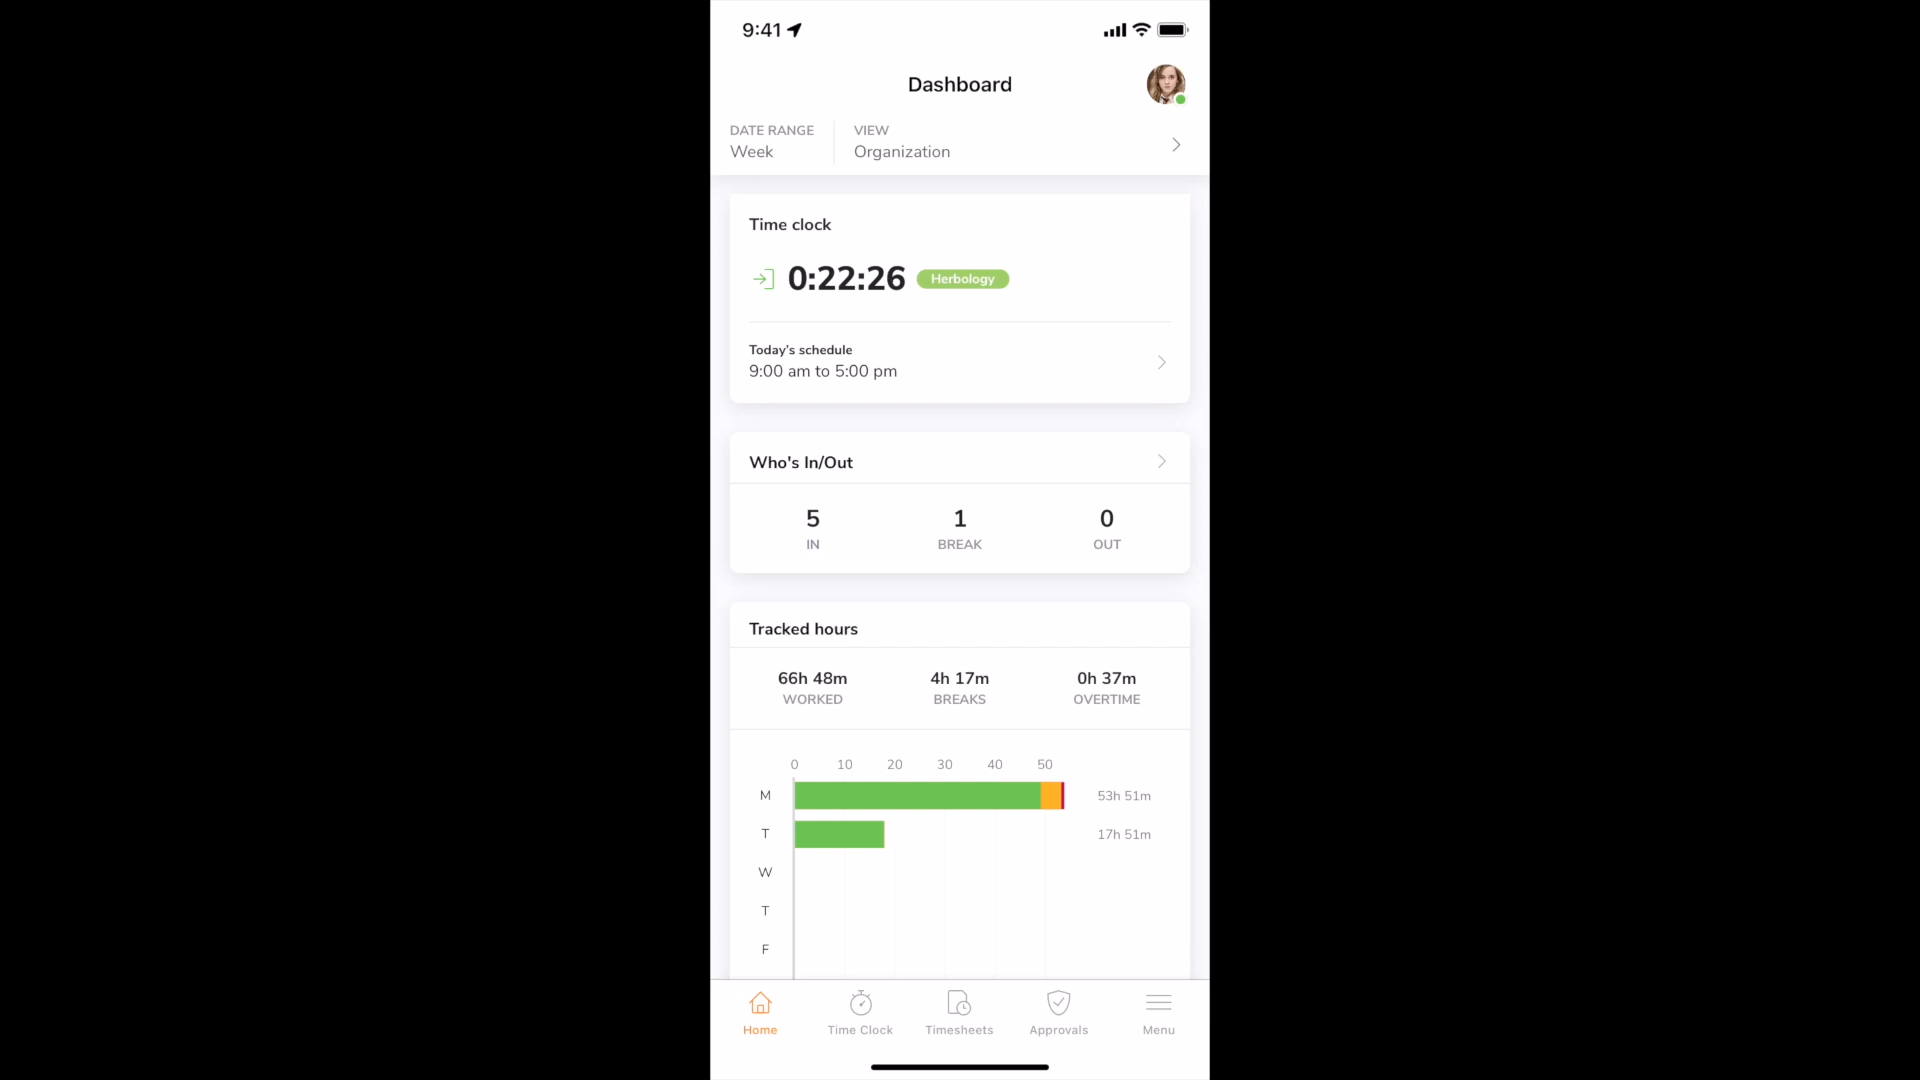 9:41
Dashboard
DATE RANGE
Week
VIEW
Organization
Time clock
0:22:26 Herbology
Today's schedule
9:00 am to 5:00 pm
Who's In/Out
5 1 0
IN BREAK OUT
Tracked hours
66h 48m 4h 17m 0h 37m
WORKED BREAKS OVERTIME
0 10 20 30 40 50
M 53h 51m
T 17h 51m
W
T
F
Home Time Clock Timesheets Approvals Menu